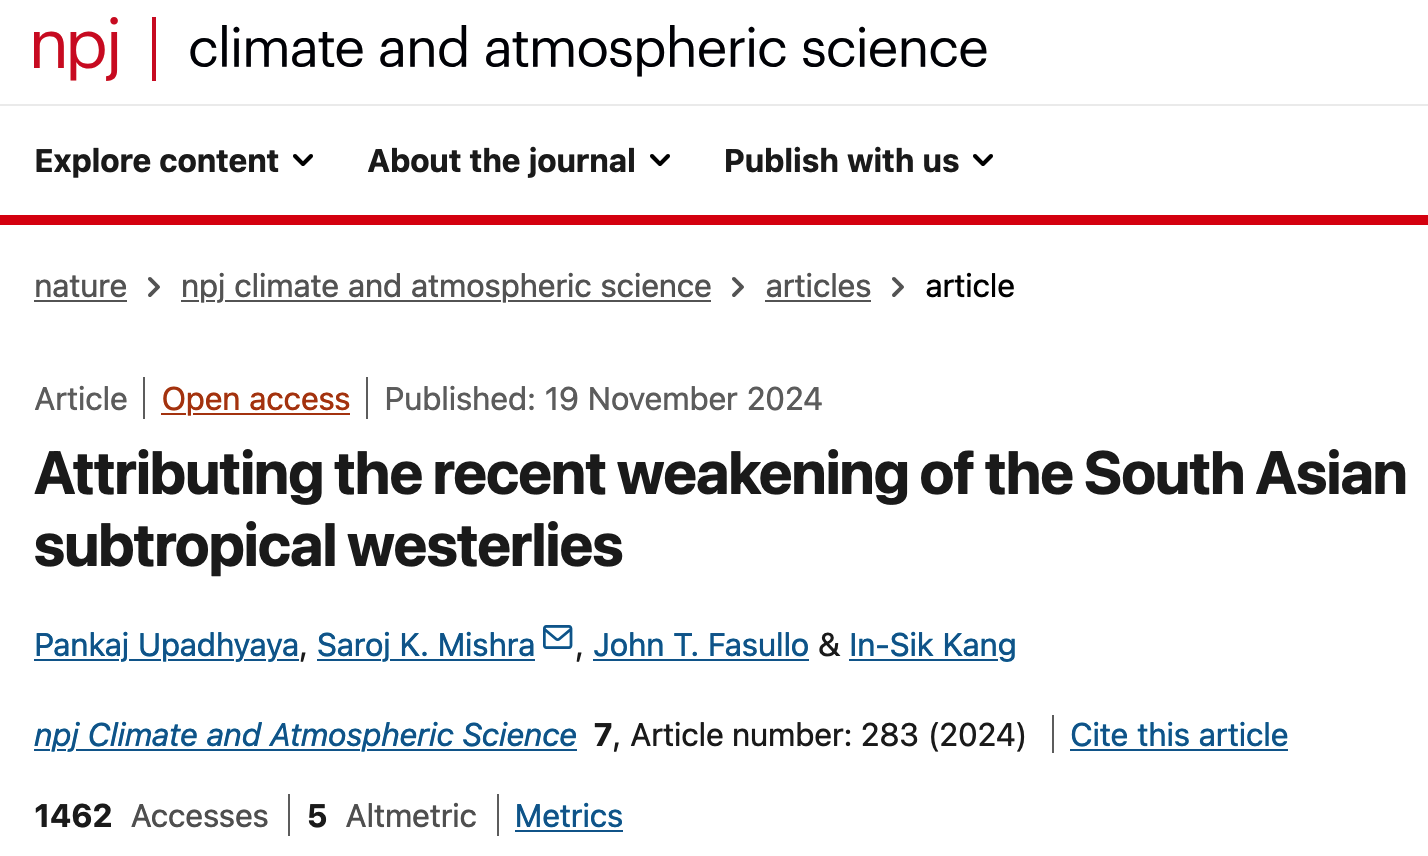 npj | climate and atmospheric science
Explore content About the journal Publish with us
nature > npj climate and atmospheric science > articles > article
Article | Open access | Published: 19 November 2024
Attributing the recent weakening of the South Asian
subtropical westerlies
Pankaj Upadhyaya, Saroj K. Mishra, John T. Fasullo & In-Sik Kang
npj Climate and Atmospheric Science 7, Article number: 283 (2024) | Cite this article
1462 Accesses | 5 Altmetric | Metrics